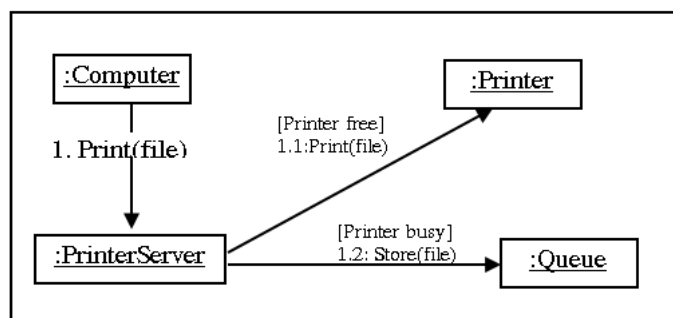 :Computer
:Printer
[Printer free]
1.1:Print(file)
1. Print(file)
[Printer busy]
1.2: Store(file)
:PrinterServer
:Queue